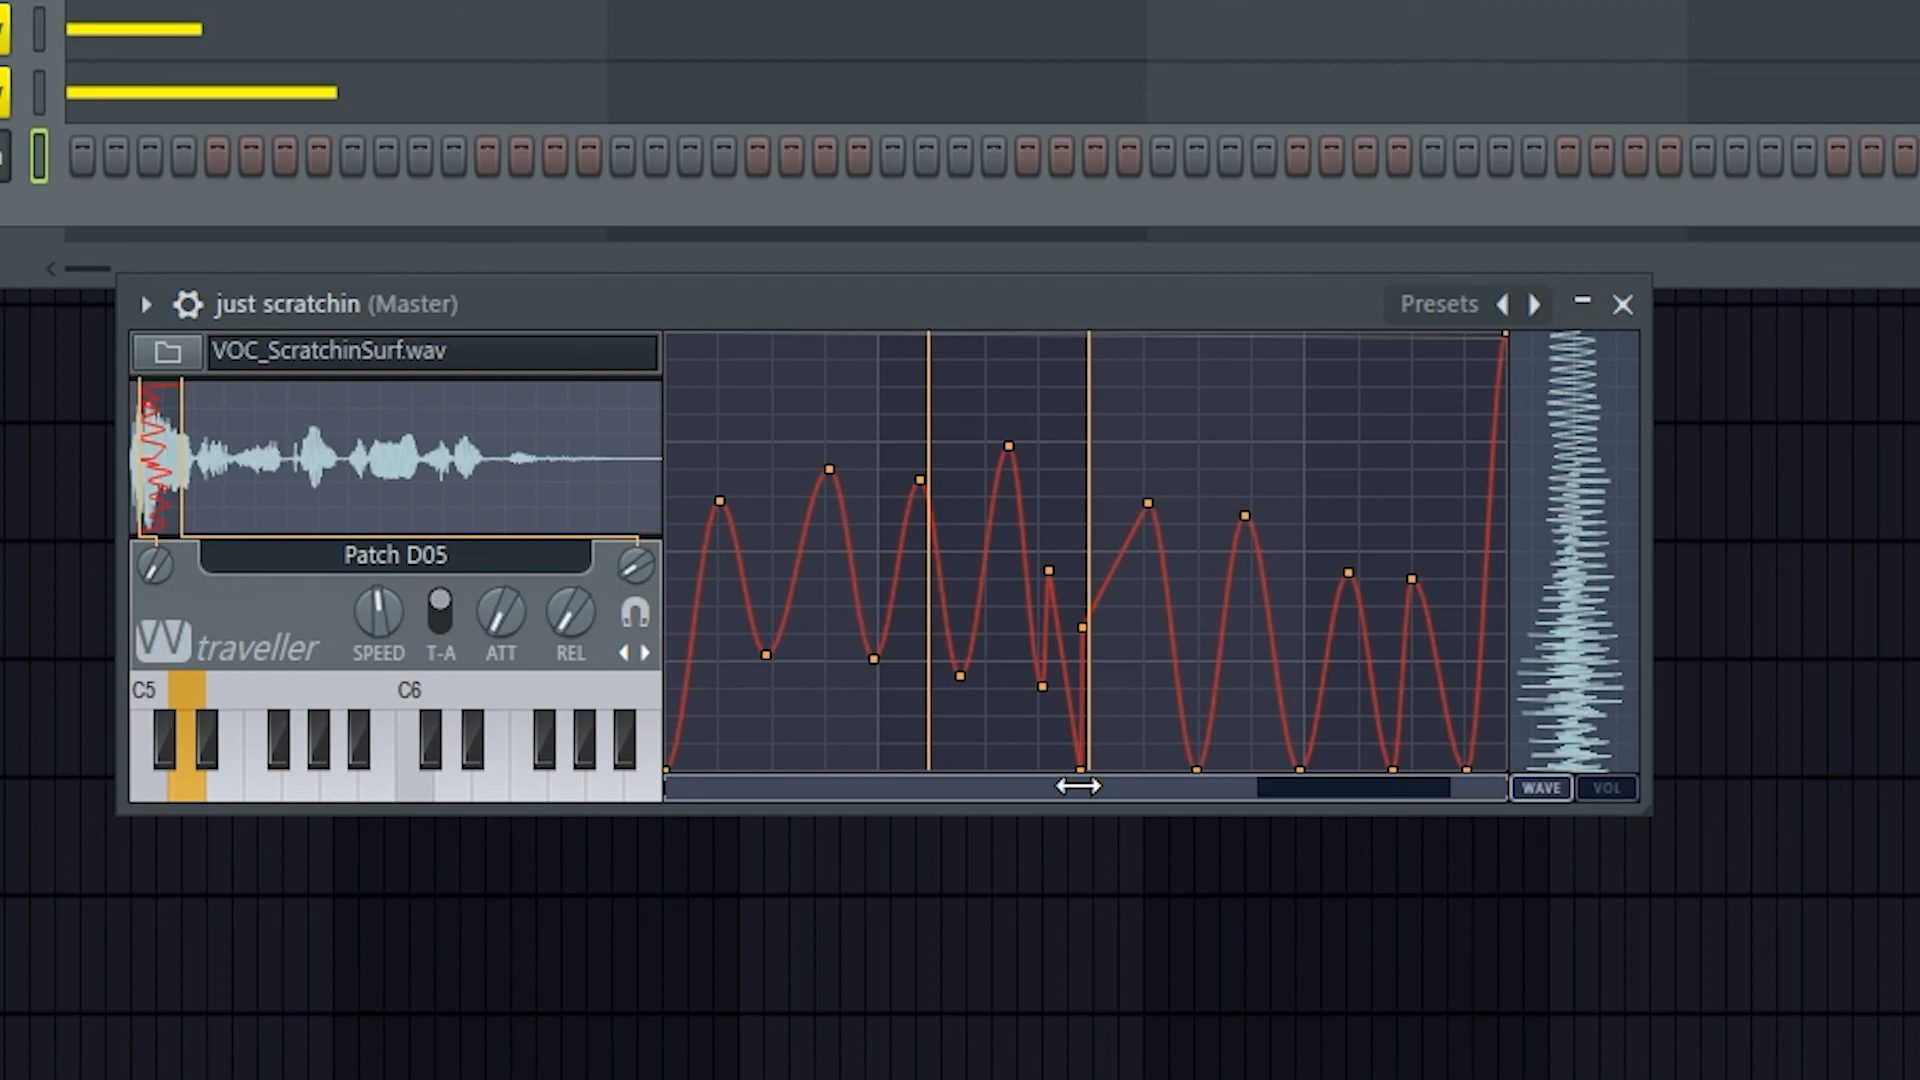 just scratchin (Master)
Presets
VOC_ScratchinSurf.wav
Patch D05
W traveller
SPEED T-A ATT REL
C5 C6
WAVE VOL